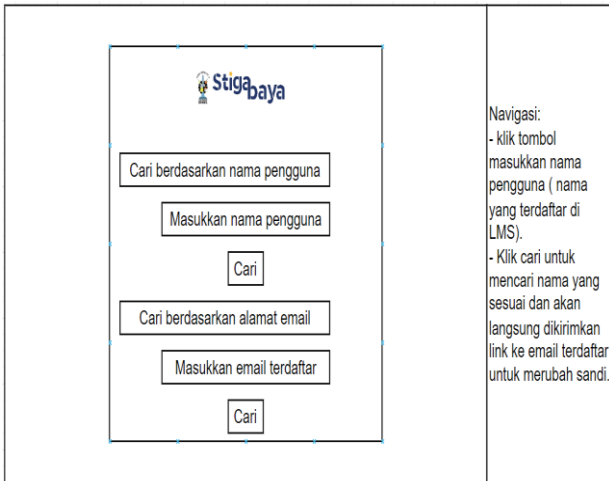 Stigabaya
Cari berdasarkan nama pengguna
Masukkan nama pengguna
Cari
Cari berdasarkan alamat email
Masukkan email terdaftar
Cari
Navigasi:
- klik tombol
masukkan nama
pengguna ( nama
yang terdaftar di
LMS).
- Klik cari untuk
mencari nama yang
sesuai dan akan
langsung dikirimkan
link ke email terdaftar
untuk merubah sandi.